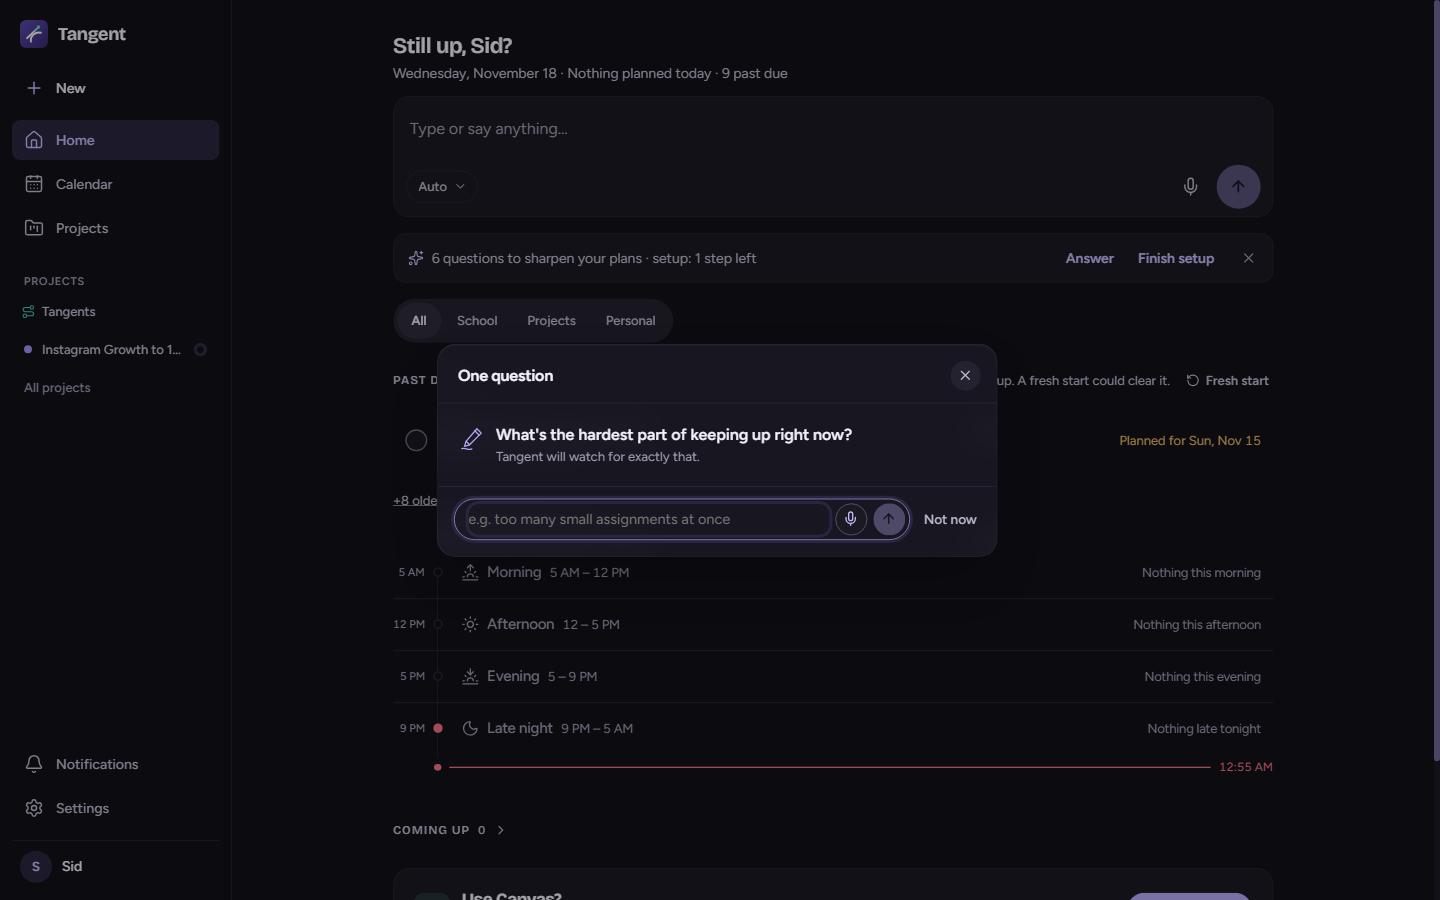 Tangent
New
Home
Calendar
Projects
PROJECTS
Tangents
Instagram Growth to 1...
All projects
Notifications
Settings
S Sid
Still up, Sid?
Wednesday, November 18 · Nothing planned today · 9 past due
Type or say anything...
Auto
6 questions to sharpen your plans · setup: 1 step left Answer Finish setup
All School Projects Personal
PAST D up. A fresh start could clear it. Fresh start
Planned for Sun, Nov 15
+8 olde
One question
What's the hardest part of keeping up right now?
Tangent will watch for exactly that.
e.g. too many small assignments at once Not now
5 AM Morning 5 AM – 12 PM Nothing this morning
12 PM Afternoon 12 – 5 PM Nothing this afternoon
5 PM Evening 5 – 9 PM Nothing this evening
9 PM Late night 9 PM – 5 AM Nothing late tonight
12:55 AM
COMING UP 0
Use Canvas?